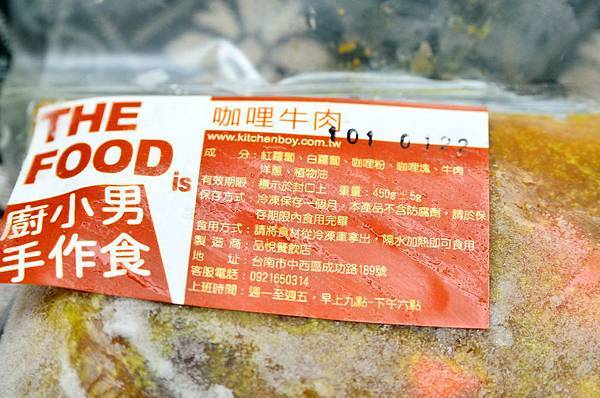 THE
FOOD
is
廚小男
手作食
咖哩牛肉
www.kitchenboy.com.tw
101 0122
成　分：紅蘿蔔、白蘿蔔、咖哩粉、咖哩塊、牛肉
洋蔥、植物油
有效期限：標示於封口上　重量：450g ± 5g
保存方式：冷凍保存一個月，本產品不含防腐劑，請於保
存期限內食用完畢
食用方式：請將食材從冷凍庫拿出，隔水加熱即可食用
製 造 商：品悅餐飲店
地　　址：台南市中西區成功路189號
客服電話：0921650314
上班時間：週一至週五，早上九點-下午六點